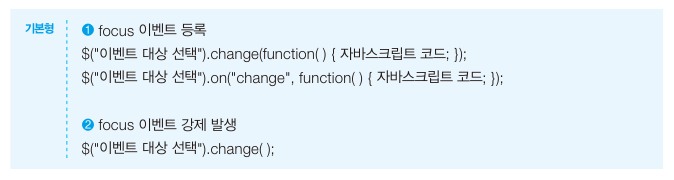 기본형
❶ focus 이벤트 등록
$("이벤트 대상 선택").change(function( ) { 자바스크립트 코드; });
$("이벤트 대상 선택").on("change", function( ) { 자바스크립트 코드; });
❷ focus 이벤트 강제 발생
$("이벤트 대상 선택").change( );